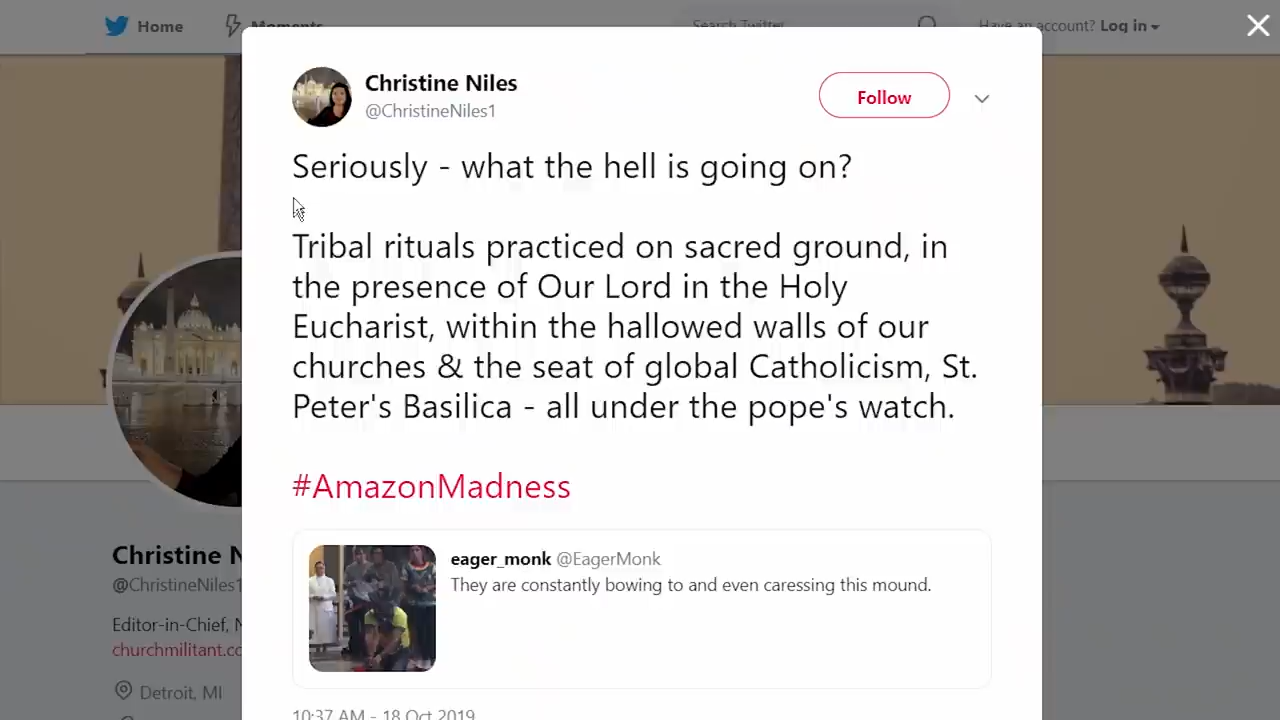 Home
Moments
Search Twitter
Have an account? Log in
Christine Niles
@ChristineNiles1
Follow
Seriously - what the hell is going on?
Tribal rituals practiced on sacred ground, in
the presence of Our Lord in the Holy
Eucharist, within the hallowed walls of our
churches & the seat of global Catholicism, St.
Peter's Basilica - all under the pope's watch.
#AmazonMadness
eager_monk @EagerMonk
They are constantly bowing to and even caressing this mound.
10:37 AM - 18 Oct 2019
Christine N
@ChristineNiles1
Editor-in-Chief, N
churchmilitant.co
Detroit, MI